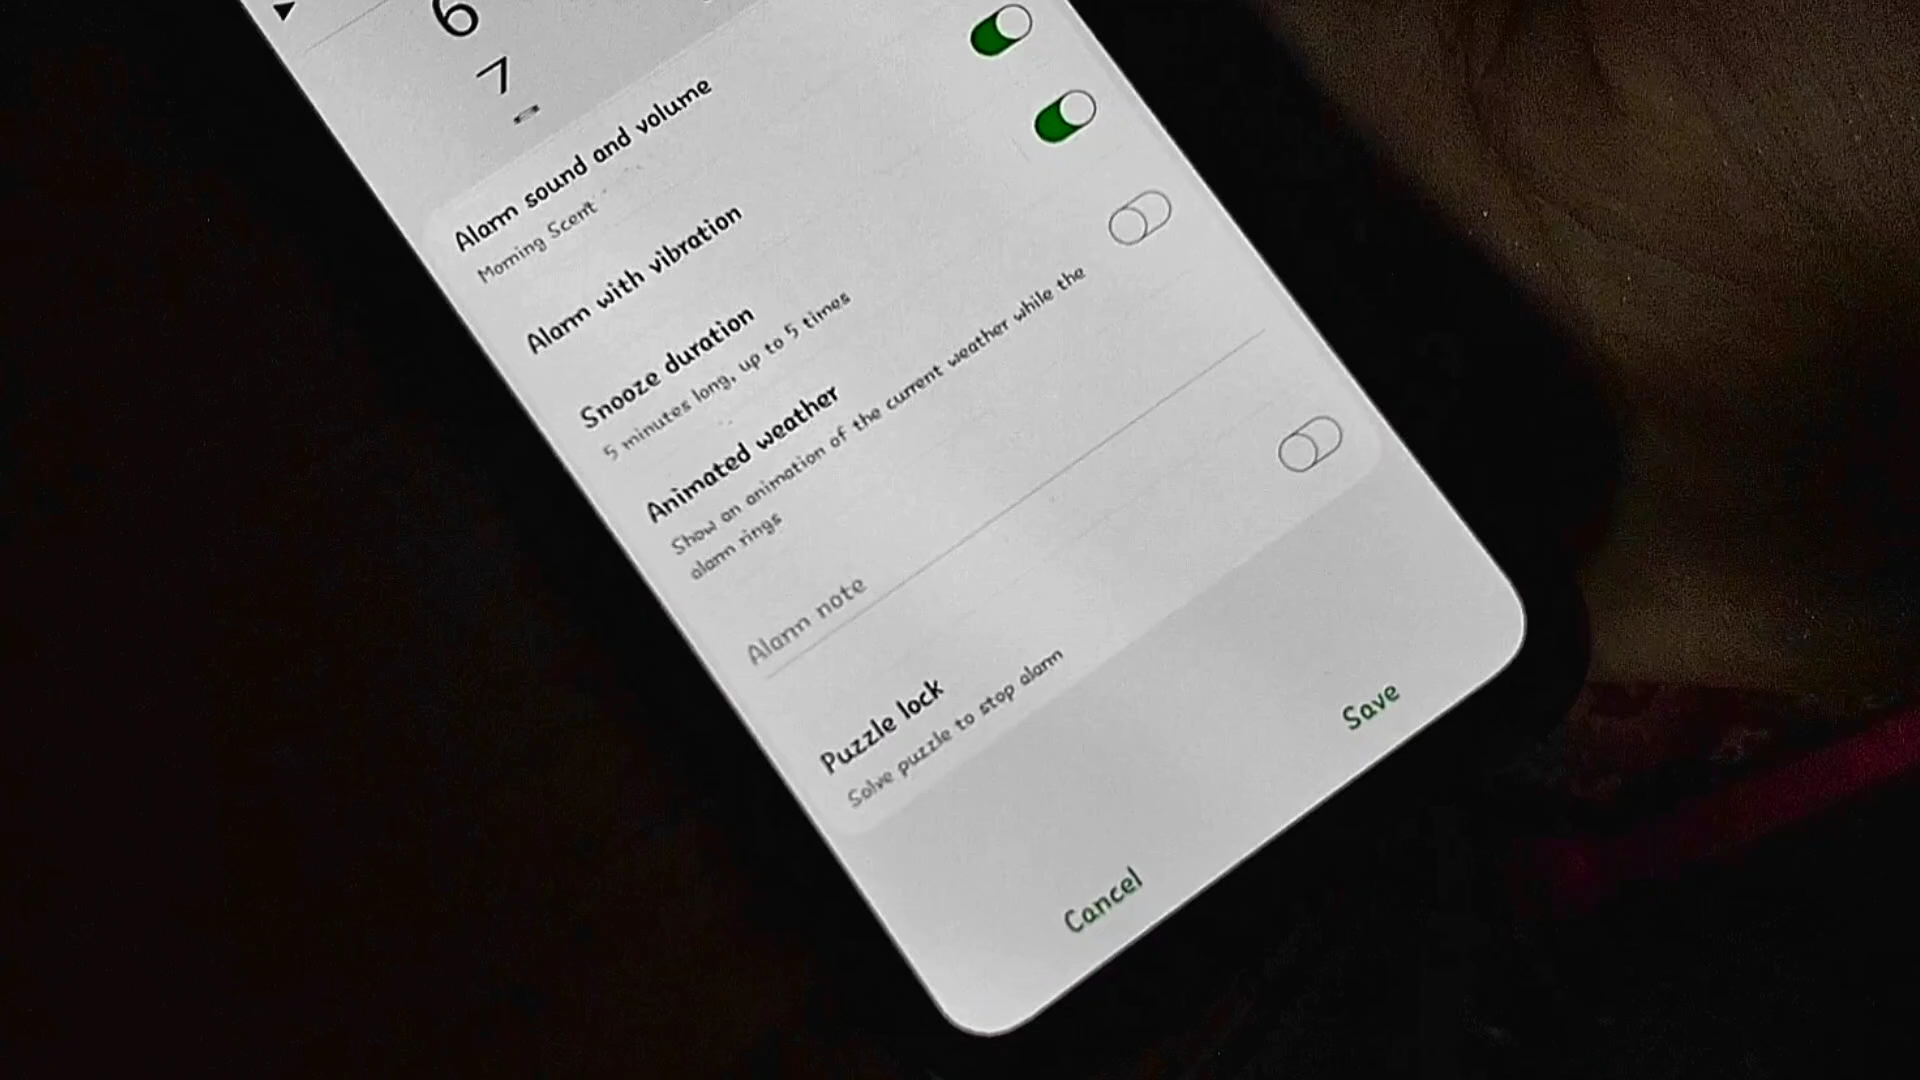 6
7
Alarm sound and volume
Morning Scent
Alarm with vibration
Snooze duration
5 minutes long, up to 5 times
Animated weather
Show an animation of the current weather while the
alarm rings
Alarm note
Puzzle lock
Solve puzzle to stop alarm
Cancel
Save